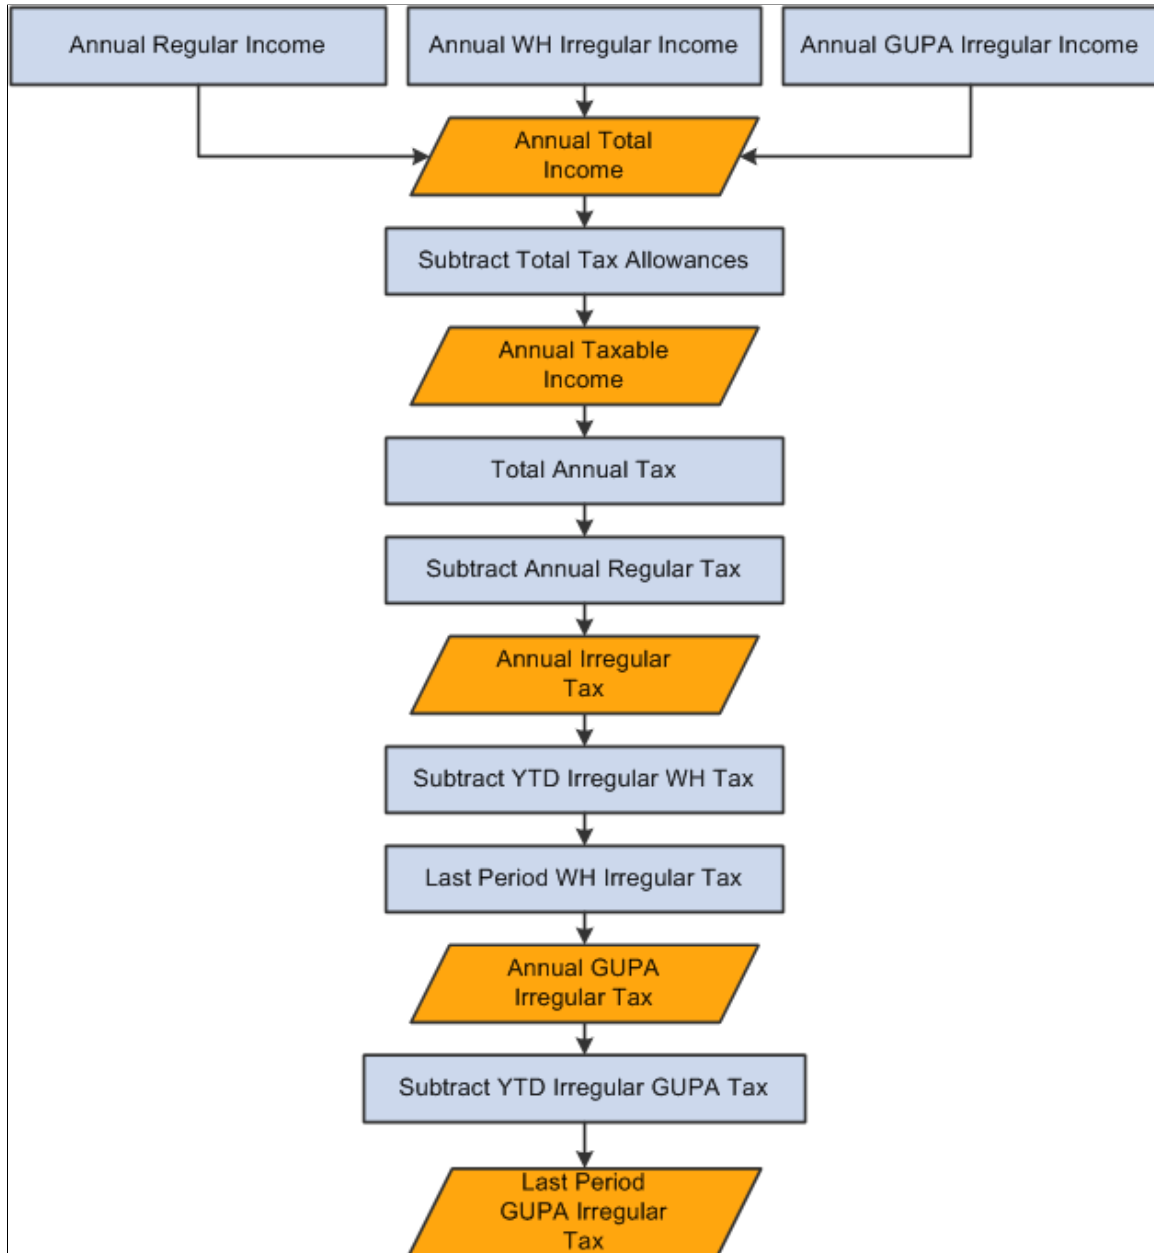 Annual Regular Income
Annual WH Irregular Income
Annual GUPA Irregular Income
Annual Total
Income
Subtract Total Tax Allowances
Annual Taxable
Income
Total Annual Tax
Subtract Annual Regular Tax
Annual Irregular
Tax
Subtract YTD Irregular WH Tax
Last Period WH Irregular Tax
Annual GUPA
Irregular Tax
Subtract YTD Irregular GUPA Tax
Last Period
GUPA Irregular
Tax